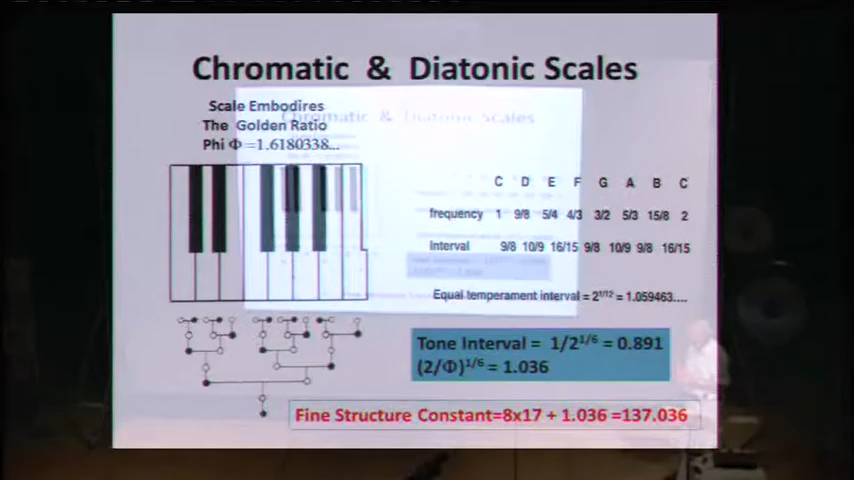 Chromatic & Diatonic Scales
Scale Embodires
The Golden Ratio
Phi Φ =1.6180338...
Chromatic & Diatonic Scales
C D E F G A B C
frequency 1 9/8 5/4 4/3 3/2 5/3 15/8 2
Interval 9/8 10/9 16/15 9/8 10/9 9/8 16/15
Equal temperament interval = 2^1/12 = 1.059463....
Tone Interval = 1/2^1/6 = 0.891
(2/Φ)^1/6 = 1.036
Fine Structure Constant=8x17 + 1.036 =137.036